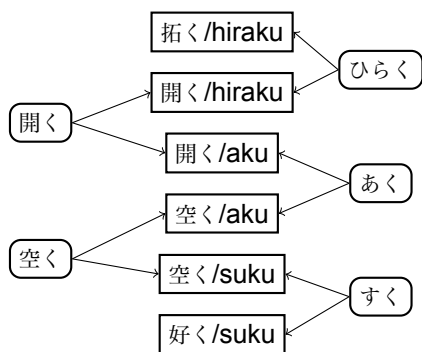 拓く/hiraku
ひらく
開く/hiraku
開く
開く/aku
あく
空く/aku
空く
空く/suku
すく
好く/suku